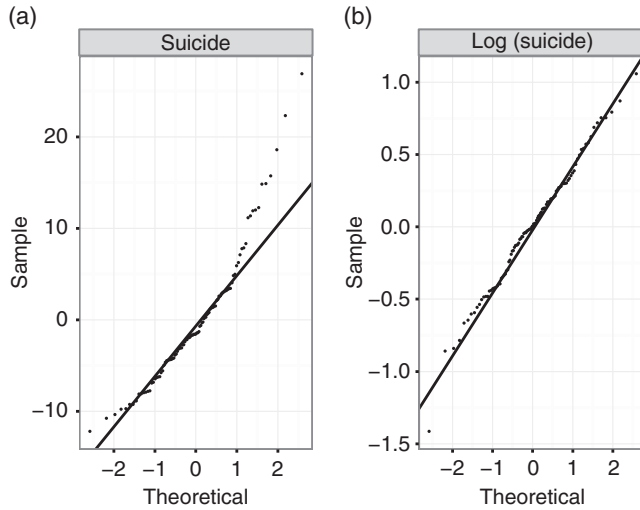 (a)
Suicide
20
10
0
−10
Sample
−2 −1 0 1 2
Theoretical
(b)
Log (suicide)
1.0
0.5
0.0
−0.5
−1.0
−1.5
Sample
−2 −1 0 1 2
Theoretical